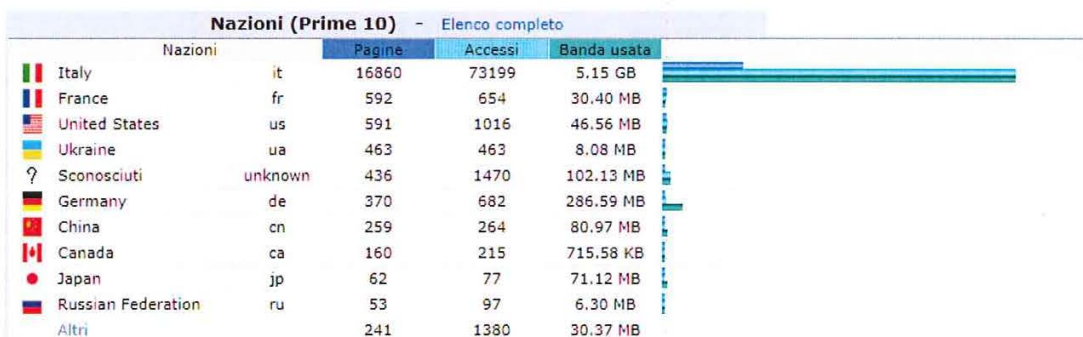 Nazioni (Prime 10) - Elenco completo
Nazioni Pagine Accessi Banda usata
Italy it 16860 73199 5.15 GB
France fr 592 654 30.40 MB
United States us 591 1016 46.56 MB
Ukraine ua 463 463 8.08 MB
? Sconosciuti unknown 436 1470 102.13 MB
Germany de 370 682 286.59 MB
China cn 259 264 80.97 MB
Canada ca 160 215 715.58 KB
Japan jp 62 77 71.12 MB
Russian Federation ru 53 97 6.30 MB
Altri 241 1380 30.37 MB